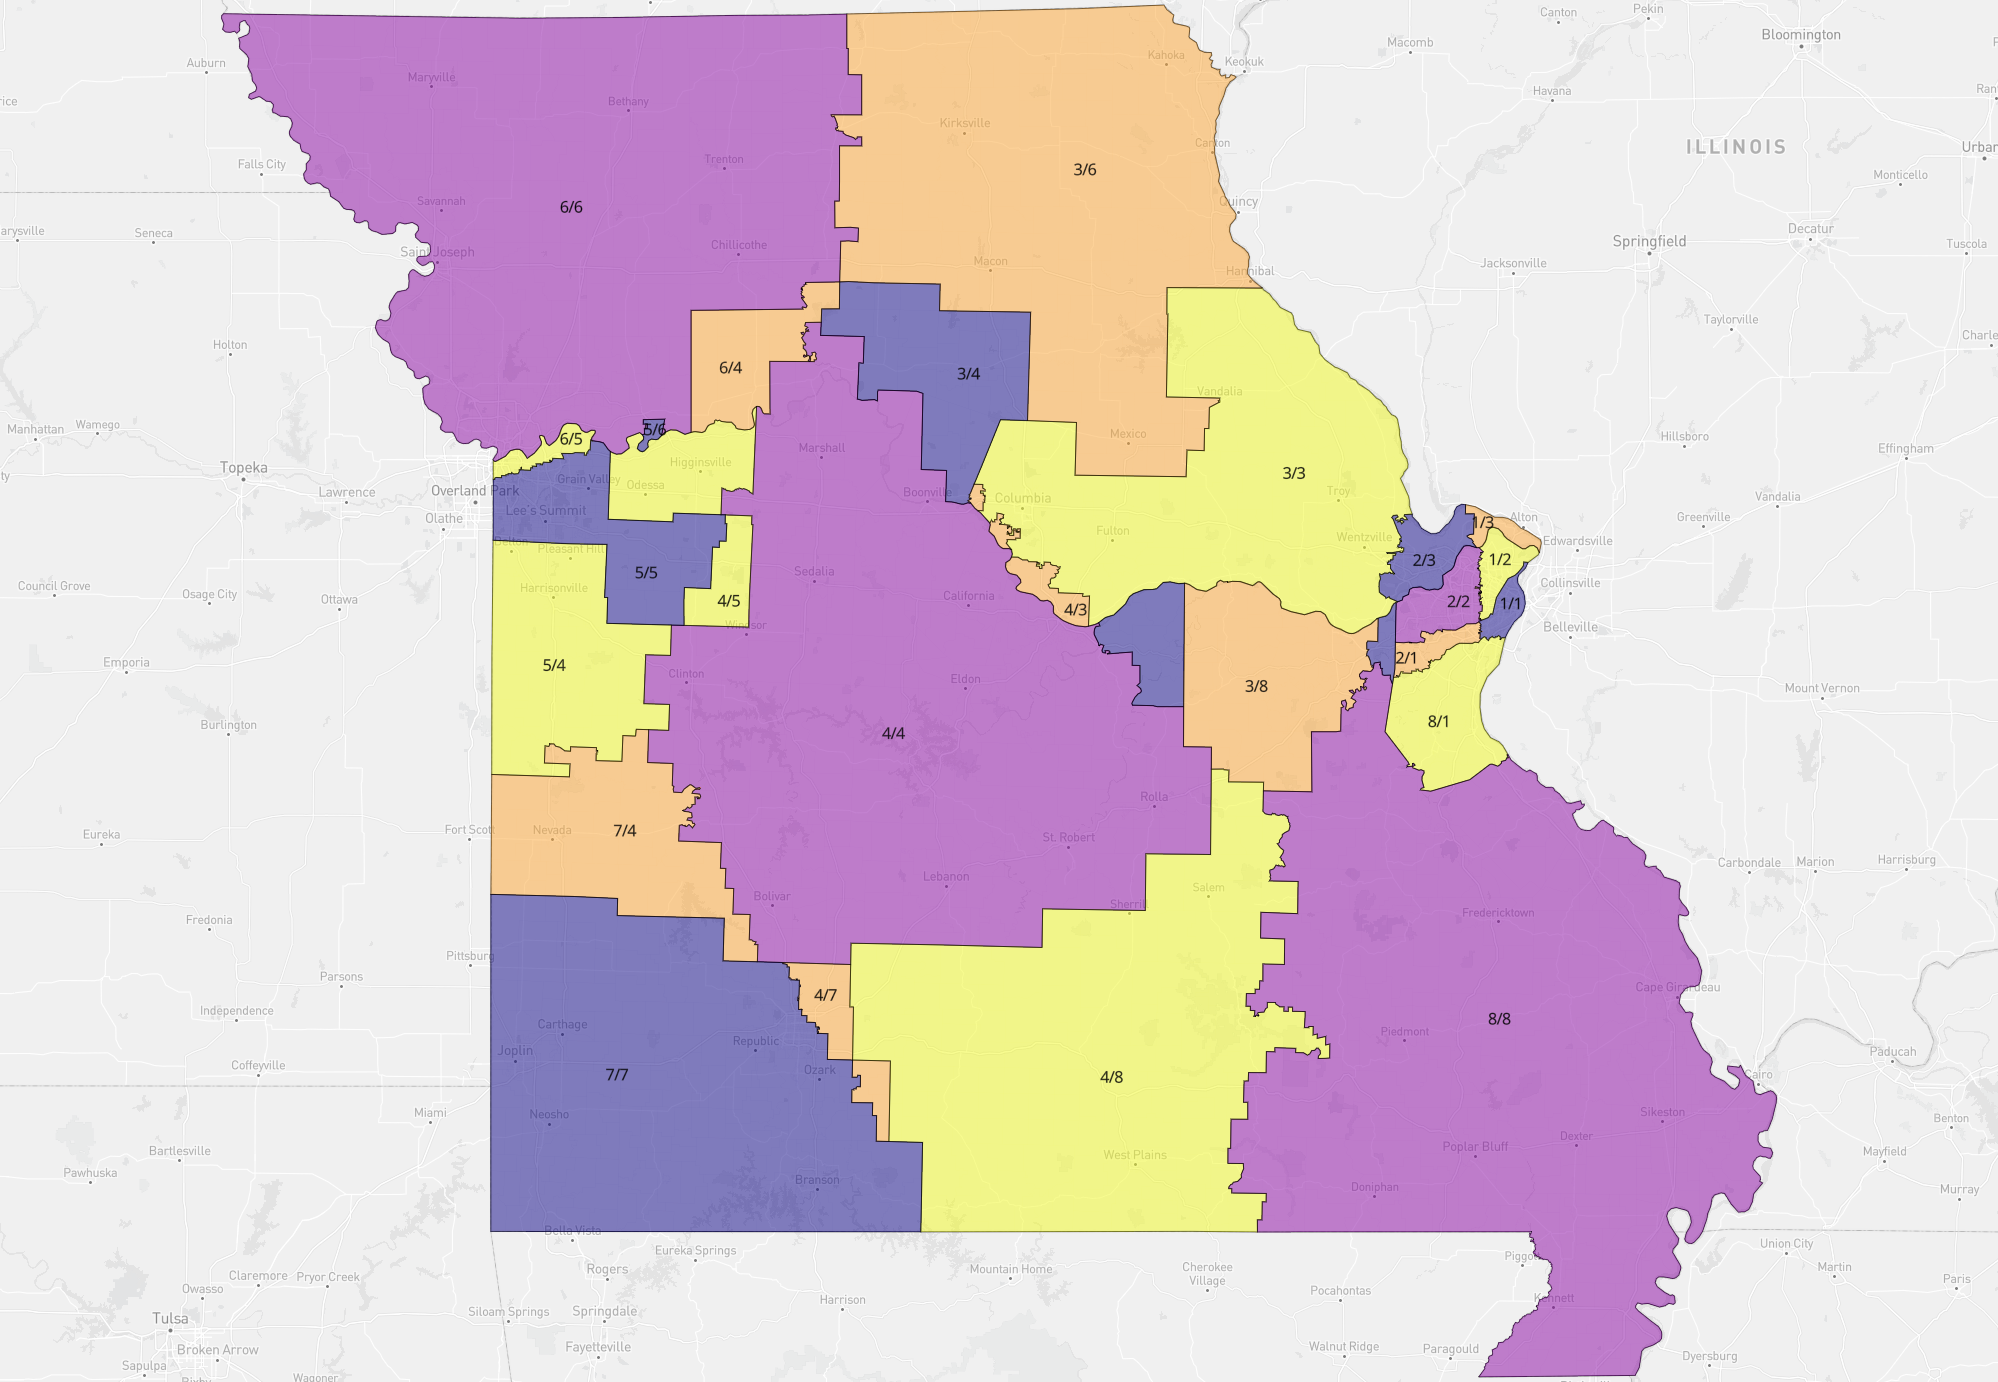 Pekin
Canton
Bloomington
Macomb
Kahoka
Keokuk
Auburn
Maryville
Havana
Bethany
Kirksville
ILLINOIS
Canton
Urban
Falls City
Trenton
3/6
Monticello
Savannah
6/6
Quincy
Decatur
arysville
Seneca
Chillicothe
Springfield
Tuscola
Saint Joseph
Macon
Jacksonville
Hannibal
Taylorville
Holton
Charle
6/4
3/4
Vandalia
Manhattan
Wamego
5/6
Mexico
Hillsboro
6/5
Marshall
Effingham
Topeka
Higginsville
3/3
Grain Valley
Odessa
Overland Park
Lawrence
Boonville
Columbia
Troy
Vandalia
Lee's Summit
Olathe
Fulton
1/3
Alton
Greenville
Wentzville
Edwardsville
Belton
Pleasant Hill
1/2
2/3
5/5
Sedalia
Collinsville
Council Grove
Osage City
Ottawa
Harrisonville
California
4/5
2/2
1/1
4/3
Windsor
Belleville
Emporia
5/4
2/1
Clinton
Eldon
3/8
Mount Vernon
Burlington
4/4
8/1
Rolla
Eureka
Fort Scott
Nevada
7/4
St. Robert
Carbondale
Marion
Harrisburg
Lebanon
Salem
Bolivar
Fredonia
Fredericktown
Pittsburg
Parsons
4/7
Cape Girardeau
Independence
Carthage
8/8
Piedmont
Joplin
Republic
Paducah
Coffeyville
7/7
Ozark
4/8
Cairo
Miami
Neosho
Sikeston
Benton
Bartlesville
West Plains
Poplar Bluff
Dexter
Mayfield
Pawhuska
Branson
Doniphan
Murray
Bella Vista
Eureka Springs
Union City
Rogers
Mountain Home
Cherokee
Village
Martin
Claremore
Pryor Creek
Paris
Owasso
Pocahontas
Kennett
Tulsa
Siloam Springs
Springdale
Harrison
Broken Arrow
Fayetteville
Walnut Ridge
Paragould
Dyersburg
Sapulpa
Wagoner